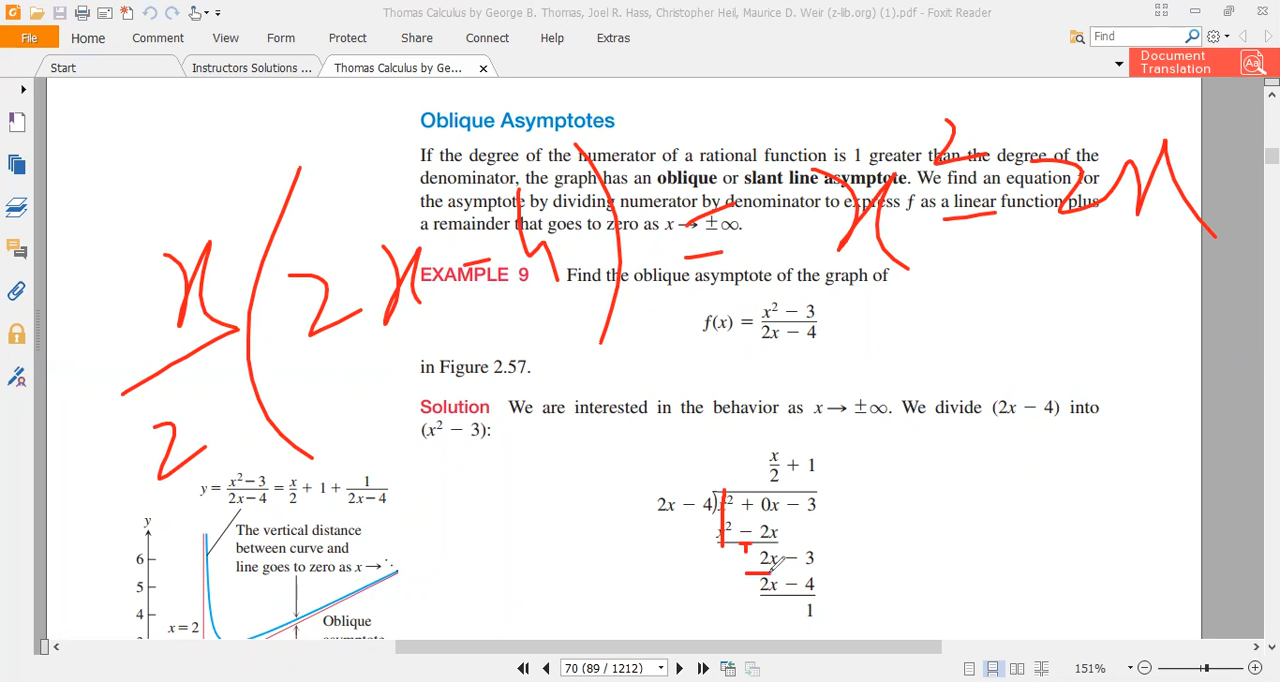 Thomas Calculus by George B. Thomas, Joel R. Hass, Christopher Heil, Maurice D. Weir (z-lib.org) (1).pdf - Foxit Reader
File Home Comment View Form Protect Share Connect Help Extras Find
Start Instructors Solutions ... Thomas Calculus by Ge... Document
Translation
Oblique Asymptotes
If the degree of the numerator of a rational function is 1 greater than the degree of the
denominator, the graph has an oblique or slant line asymptote. We find an equation for
the asymptote by dividing numerator by denominator to express f as a linear function plus
a remainder that goes to zero as x → ±∞.
x/2 (2x - 4) = x² - 2x
EXAMPLE 9 Find the oblique asymptote of the graph of
f(x) = (x² − 3)/(2x − 4)
in Figure 2.57.
Solution We are interested in the behavior as x → ±∞. We divide (2x − 4) into
(x² − 3):
x/2 + 1
2x − 4)x² + 0x − 3
x² − 2x
2x − 3
2x − 4
1
y = (x² − 3)/(2x − 4) = x/2 + 1 + 1/(2x − 4)
y
The vertical distance
between curve and
line goes to zero as x →
6
5
4
x = 2
Oblique
70 (89 / 1212) 151%